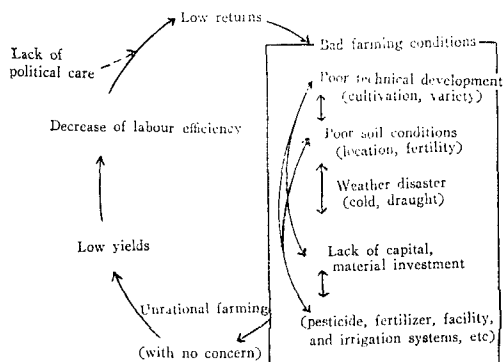 Low returns
Lack of
political care
Decrease of labour efficiency
Low yields
Unrational farming
(with no concern)
Bad farming conditions
Poor technical development
(cultivation, variety)
Poor soil conditions
(location, fertility)
Weather disaster
(cold, draught)
Lack of capital,
material investment
(pesticide, fertilizer, facility,
and irrigation systems, etc)